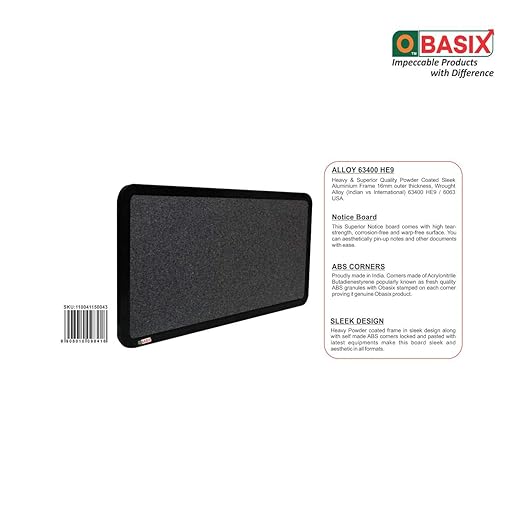 OBASIX
TM
Impeccable Products
with Difference
ALLOY 63400 HE9
Heavy & Superior Quality Powder Coated Sleek
Aluminium Frame 16mm outer thickness, Wrought
Alloy (Indian vs International) 63400 HE9 / 6063
USA
Notice Board
This Superior Notice board comes with high tear-
strength, corrosion-free and warp-free surface. You
can aesthetically pin-up notes and other documents
with ease.
ABS CORNERS
Proudly made in India. Corners made of Acrylonitrile
Butadienestyrene popularly known as fresh quality
ABS granules with Obasix stamped on each corner
proving it genuine Obasix product.
SLEEK DESIGN
Heavy Powder coated frame in sleek design along
with self made ABS corners locked and pasted with
latest equipments make this board sleek and
aesthetic in all formats.
SKU:110041150043
OBASIX